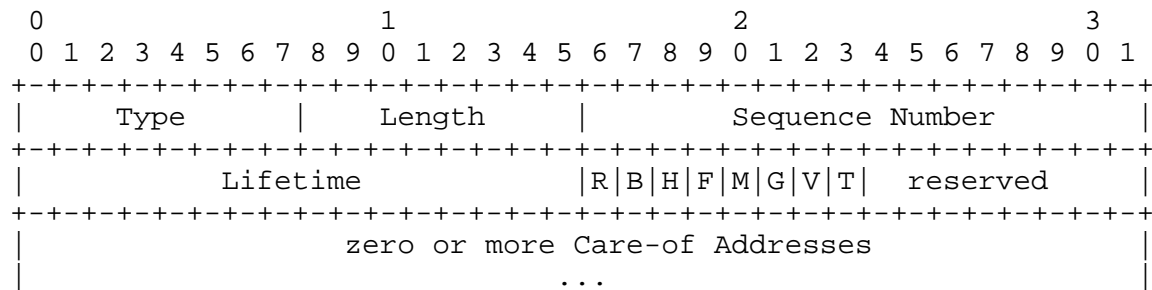 0                   1                   2                   3
 0 1 2 3 4 5 6 7 8 9 0 1 2 3 4 5 6 7 8 9 0 1 2 3 4 5 6 7 8 9 0 1
+-+-+-+-+-+-+-+-+-+-+-+-+-+-+-+-+-+-+-+-+-+-+-+-+-+-+-+-+-+-+-+-+
|     Type      |    Length     |        Sequence Number        |
+-+-+-+-+-+-+-+-+-+-+-+-+-+-+-+-+-+-+-+-+-+-+-+-+-+-+-+-+-+-+-+-+
|           Lifetime            |R|B|H|F|M|G|V|T|  reserved     |
+-+-+-+-+-+-+-+-+-+-+-+-+-+-+-+-+-+-+-+-+-+-+-+-+-+-+-+-+-+-+-+-+
|                  zero or more Care-of Addresses               |
|                              ...                              |